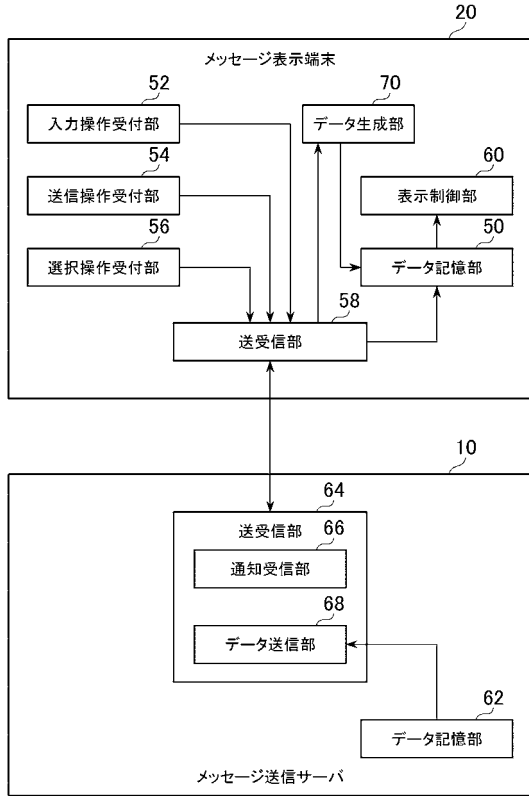 20
メッセージ表示端末
52
入力操作受付部
70
データ生成部
54
送信操作受付部
60
表示制御部
56
選択操作受付部
50
データ記憶部
58
送受信部
10
64
送受信部
66
通知受信部
68
データ送信部
62
データ記憶部
メッセージ送信サーバ